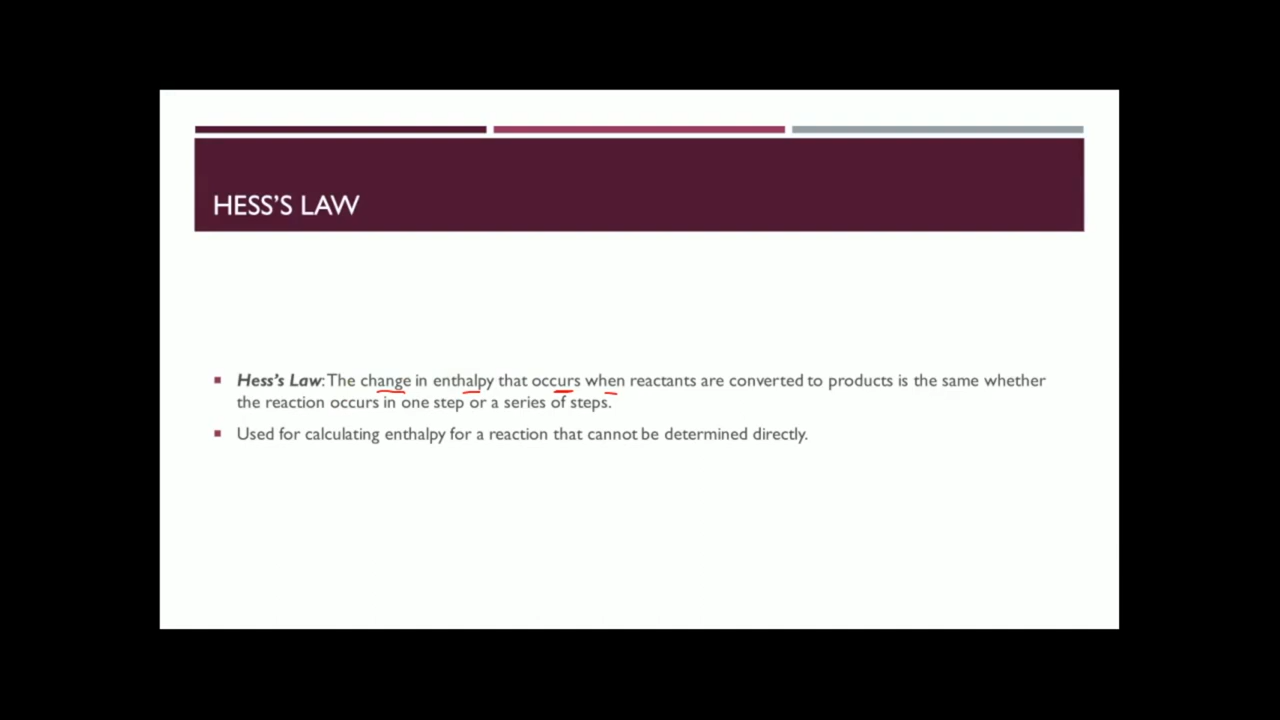 HESS'S LAW
▪ Hess's Law: The change in enthalpy that occurs when reactants are converted to products is the same whether
the reaction occurs in one step or a series of steps.
▪ Used for calculating enthalpy for a reaction that cannot be determined directly.